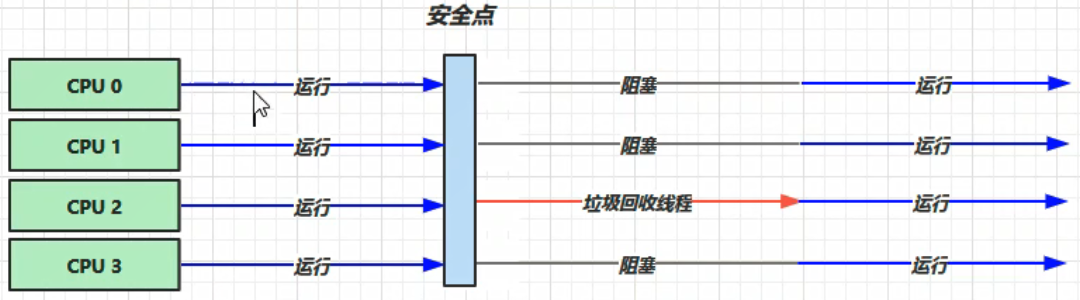 安全点
CPU 0 运行 阻塞 运行
CPU 1 运行 阻塞 运行
CPU 2 运行 垃圾回收线程 运行
CPU 3 运行 阻塞 运行